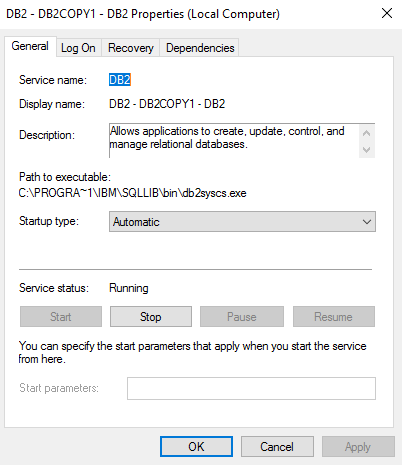 DB2 - DB2COPY1 - DB2 Properties (Local Computer)
General
Log On
Recovery
Dependencies
Service name: DB2
Display name: DB2 - DB2COPY1 - DB2
Description: Allows applications to create, update, control, and
manage relational databases.
Path to executable:
C:\PROGRA~1\IBM\SQLLIB\bin\db2syscs.exe
Startup type: Automatic
Service status: Running
Start
Stop
Pause
Resume
You can specify the start parameters that apply when you start the service
from here.
Start parameters:
OK
Cancel
Apply